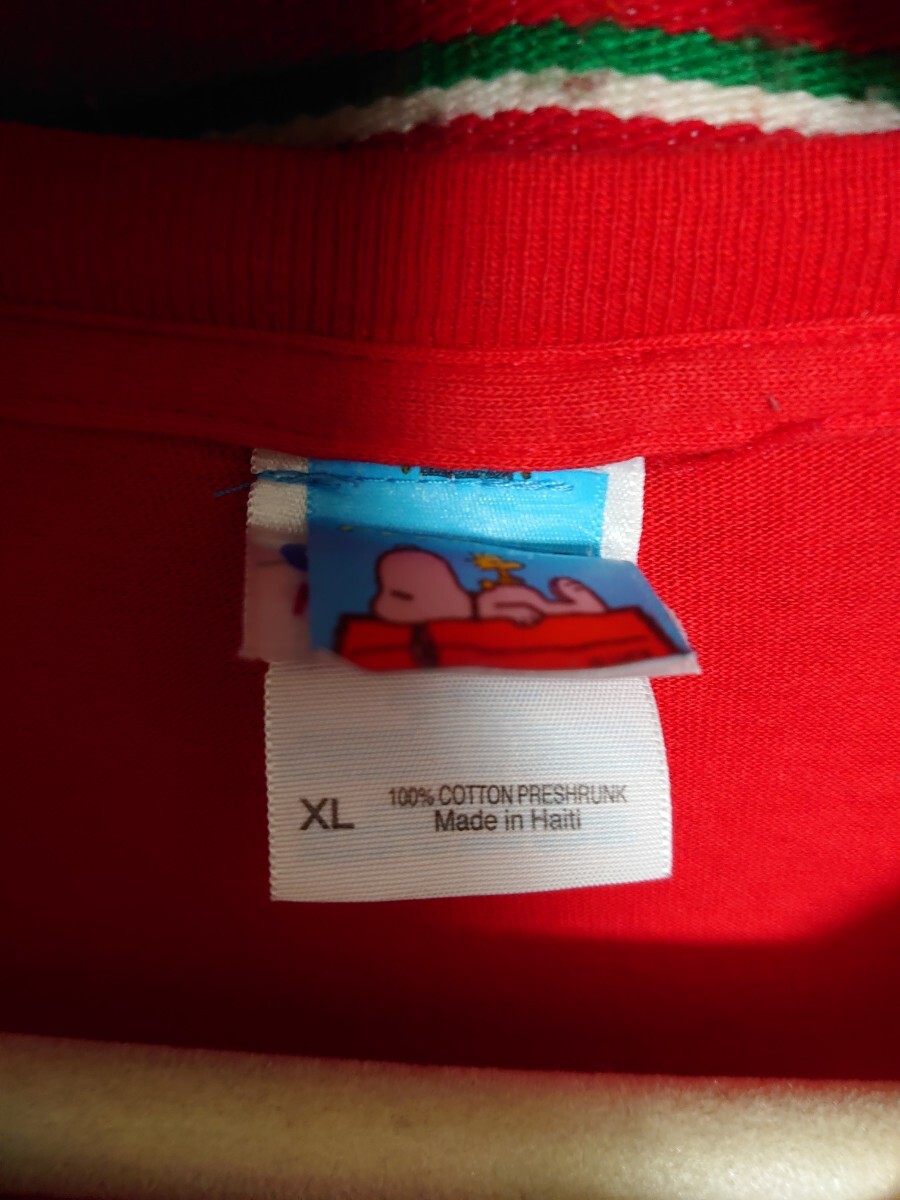 XL
100% COTTON PRESHRUNK
Made in Haiti